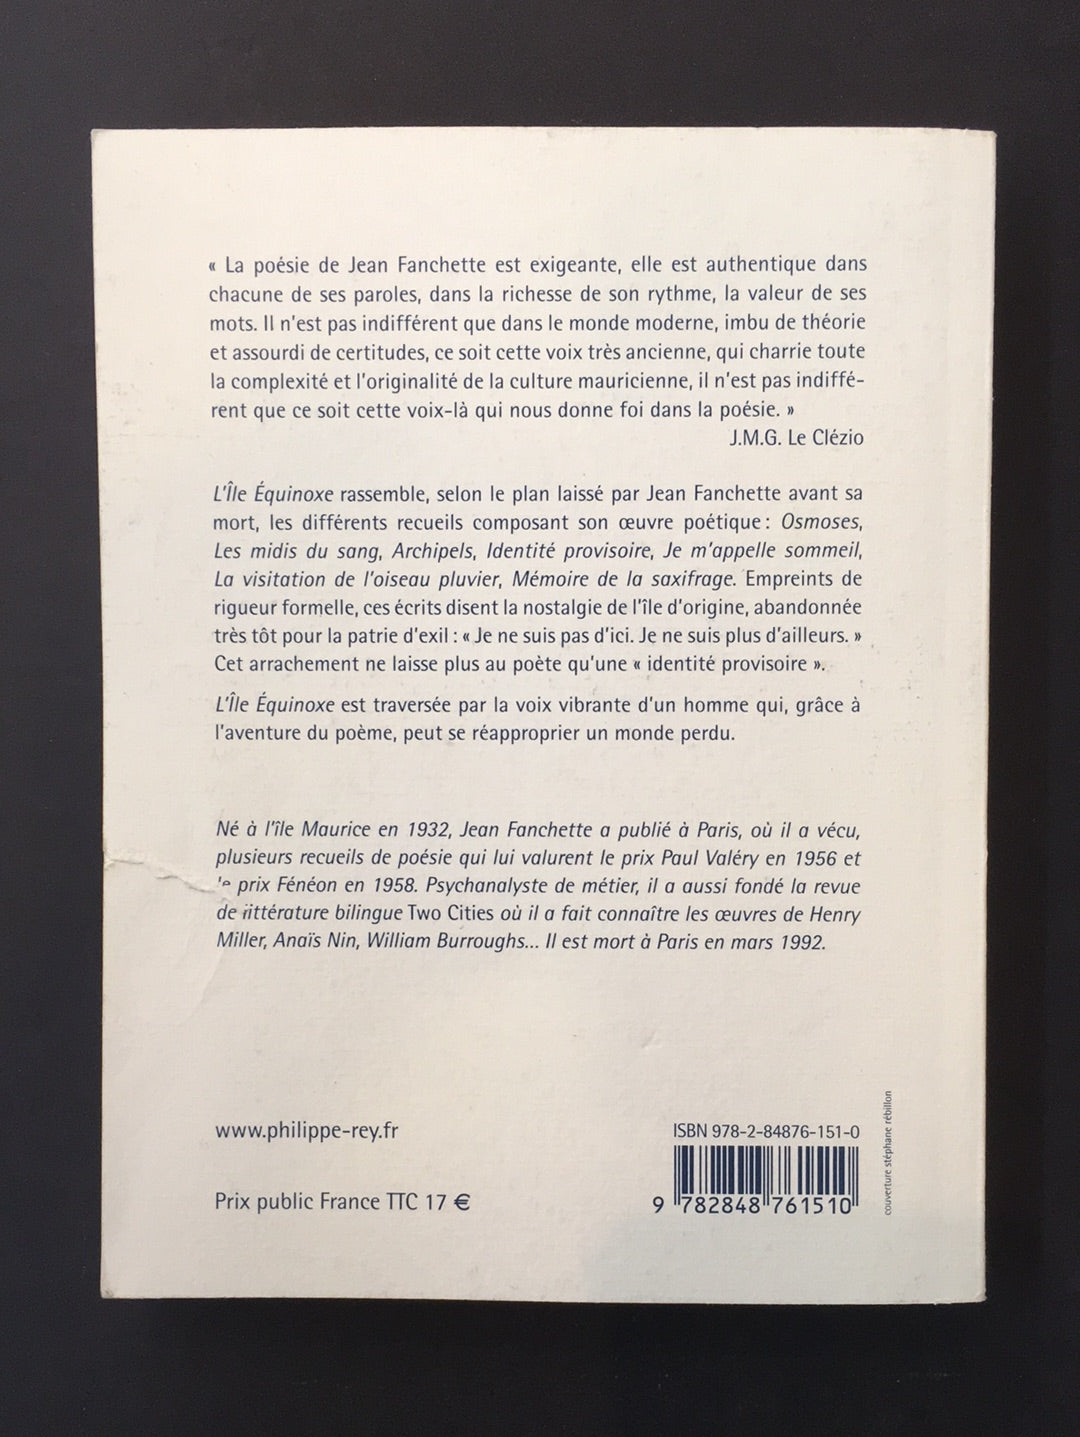 « La poésie de Jean Fanchette est exigeante, elle est authentique dans
chacune de ses paroles, dans la richesse de son rythme, la valeur de ses
mots. Il n'est pas indifférent que dans le monde moderne, imbu de théorie
et assourdi de certitudes, ce soit cette voix très ancienne, qui charrie toute
la complexité et l'originalité de la culture mauricienne, il n'est pas indiffé-
rent que ce soit cette voix-là qui nous donne foi dans la poésie. »
J.M.G. Le Clézio
L'Île Équinoxe rassemble, selon le plan laissé par Jean Fanchette avant sa
mort, les différents recueils composant son œuvre poétique : Osmoses,
Les midis du sang, Archipels, Identité provisoire, Je m'appelle sommeil,
La visitation de l'oiseau pluvier, Mémoire de la saxifrage. Empreints de
rigueur formelle, ces écrits disent la nostalgie de l'île d'origine, abandonnée
très tôt pour la patrie d'exil : « Je ne suis pas d'ici. Je ne suis plus d'ailleurs. »
Cet arrachement ne laisse plus au poète qu'une « identité provisoire ».
L'Île Équinoxe est traversée par la voix vibrante d'un homme qui, grâce à
l'aventure du poème, peut se réapproprier un monde perdu.
Né à l'île Maurice en 1932, Jean Fanchette a publié à Paris, où il a vécu,
plusieurs recueils de poésie qui lui valurent le prix Paul Valéry en 1956 et
le prix Fénéon en 1958. Psychanalyste de métier, il a aussi fondé la revue
de littérature bilingue Two Cities où il a fait connaître les œuvres de Henry
Miller, Anaïs Nin, William Burroughs... Il est mort à Paris en mars 1992.
www.philippe-rey.fr
Prix public France TTC 17 €
ISBN 978-2-84876-151-0
9 782848 761510
couverture stéphane rébillon